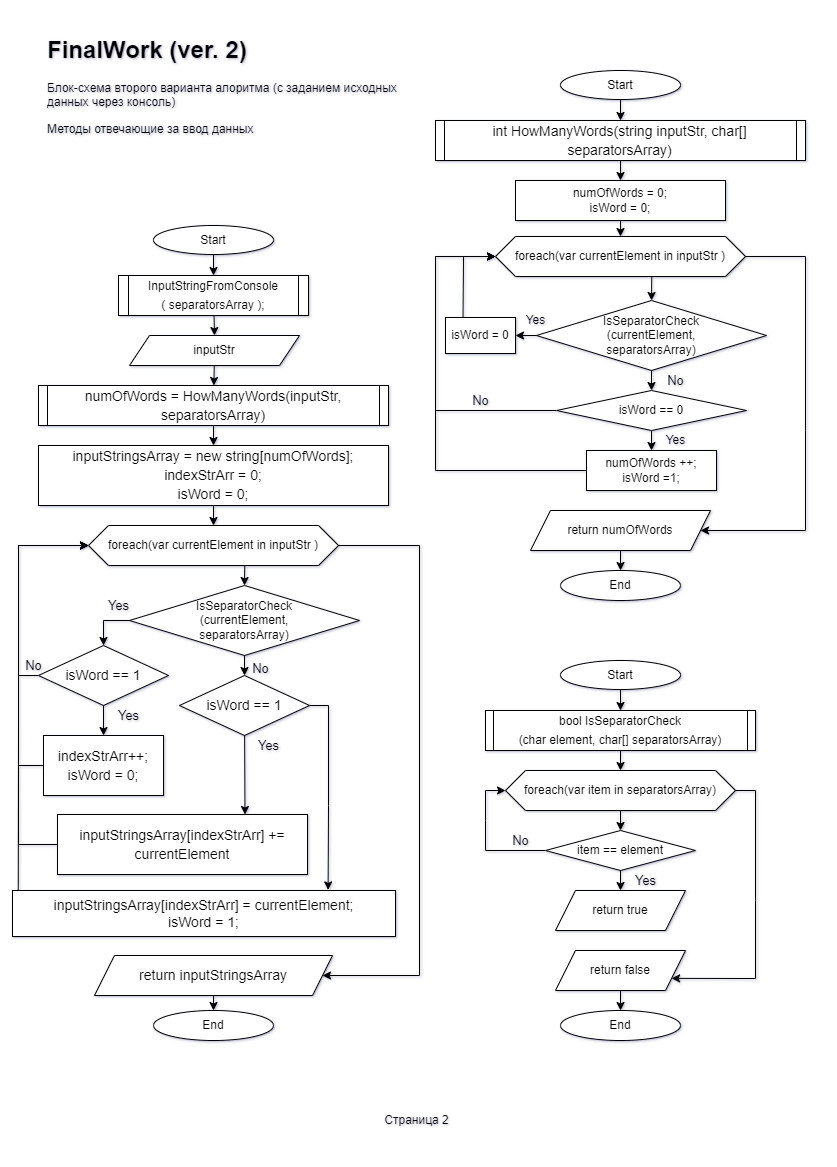 FinalWork (ver. 2)
Блок-схема второго варианта алоритма (с заданием исходных
данных через консоль)
Методы отвечающие за ввод данных
Start
InputStringFromConsole
( separatorsArray );
inputStr
numOfWords = HowManyWords(inputStr,
separatorsArray)
inputStringsArray = new string[numOfWords];
indexStrArr = 0;
isWord = 0;
foreach(var currentElement in inputStr )
Yes
IsSeparatorCheck
(currentElement,
separatorsArray)
No
isWord == 1
No
isWord == 1
Yes
Yes
indexStrArr++;
isWord = 0;
inputStringsArray[indexStrArr] +=
currentElement
inputStringsArray[indexStrArr] = currentElement;
isWord = 1;
return inputStringsArray
End
Start
int HowManyWords(string inputStr, char[]
separatorsArray)
numOfWords = 0;
isWord = 0;
foreach(var currentElement in inputStr )
isWord = 0
Yes
IsSeparatorCheck
(currentElement,
separatorsArray)
No
No
isWord == 0
Yes
numOfWords ++;
isWord =1;
return numOfWords
End
Start
bool IsSeparatorCheck
(char element, char[] separatorsArray)
foreach(var item in separatorsArray)
No
item == element
Yes
return true
return false
End
Страница 2